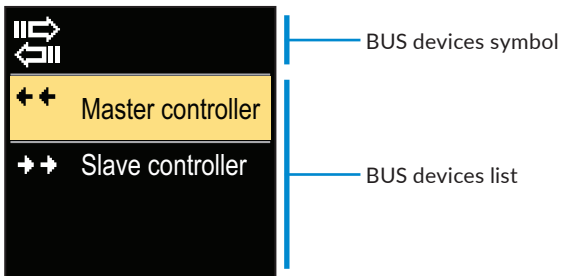 BUS devices symbol
Master controller
Slave controller
BUS devices list